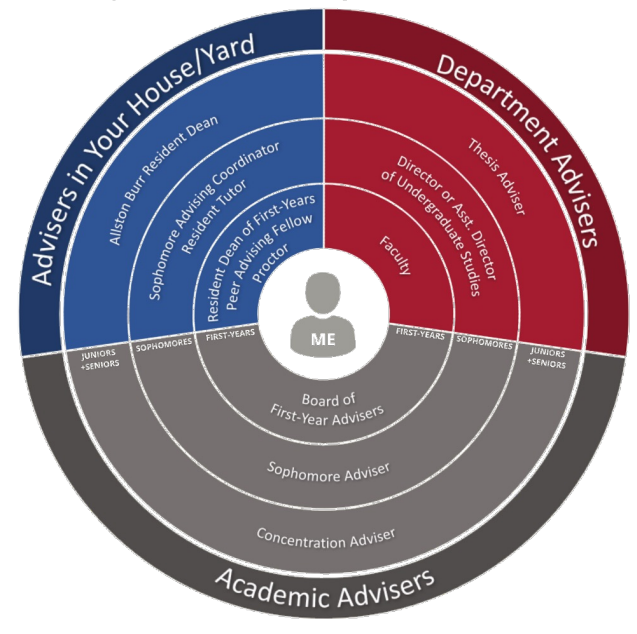 Advisers in Your House/Yard
Allston Burr Resident Dean
Sophomore Advising Coordinator
Resident Tutor
Resident Dean of First-Years
Peer Advising Fellow
Proctor
Department Advisers
Thesis Adviser
Director or Asst. Director
of Undergraduate Studies
Faculty
ME
JUNIORS
+SENIORS
SOPHOMORES
FIRST-YEARS
FIRST-YEARS
SOPHOMORES
JUNIORS
+SENIORS
Board of
First-Year Advisers
Sophomore Adviser
Concentration Adviser
Academic Advisers